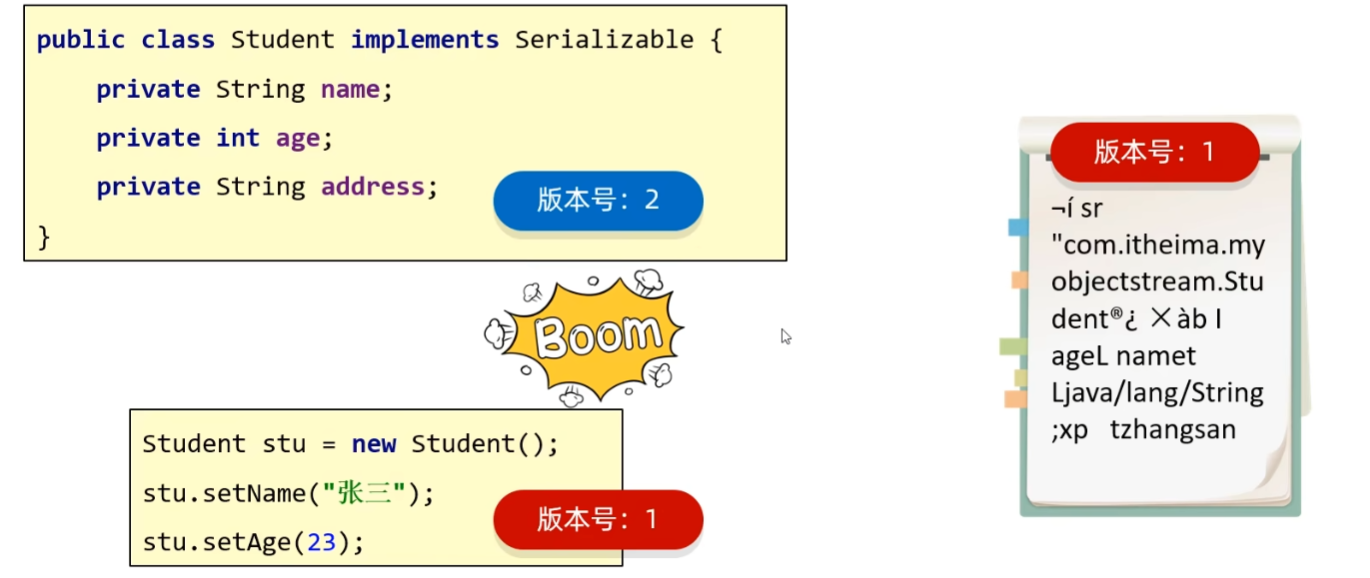 public class Student implements Serializable {
private String name;
private int age;
private String address;
版本号：2
}
Boom
Student stu = new Student();
stu.setName("张三");
stu.setAge(23);
版本号：1
版本号：1
¬í sr
"com.itheima.my
objectstream.Stu
dent®¿ ×àb I
ageL namet
Ljava/lang/String
;xp tzhangsan